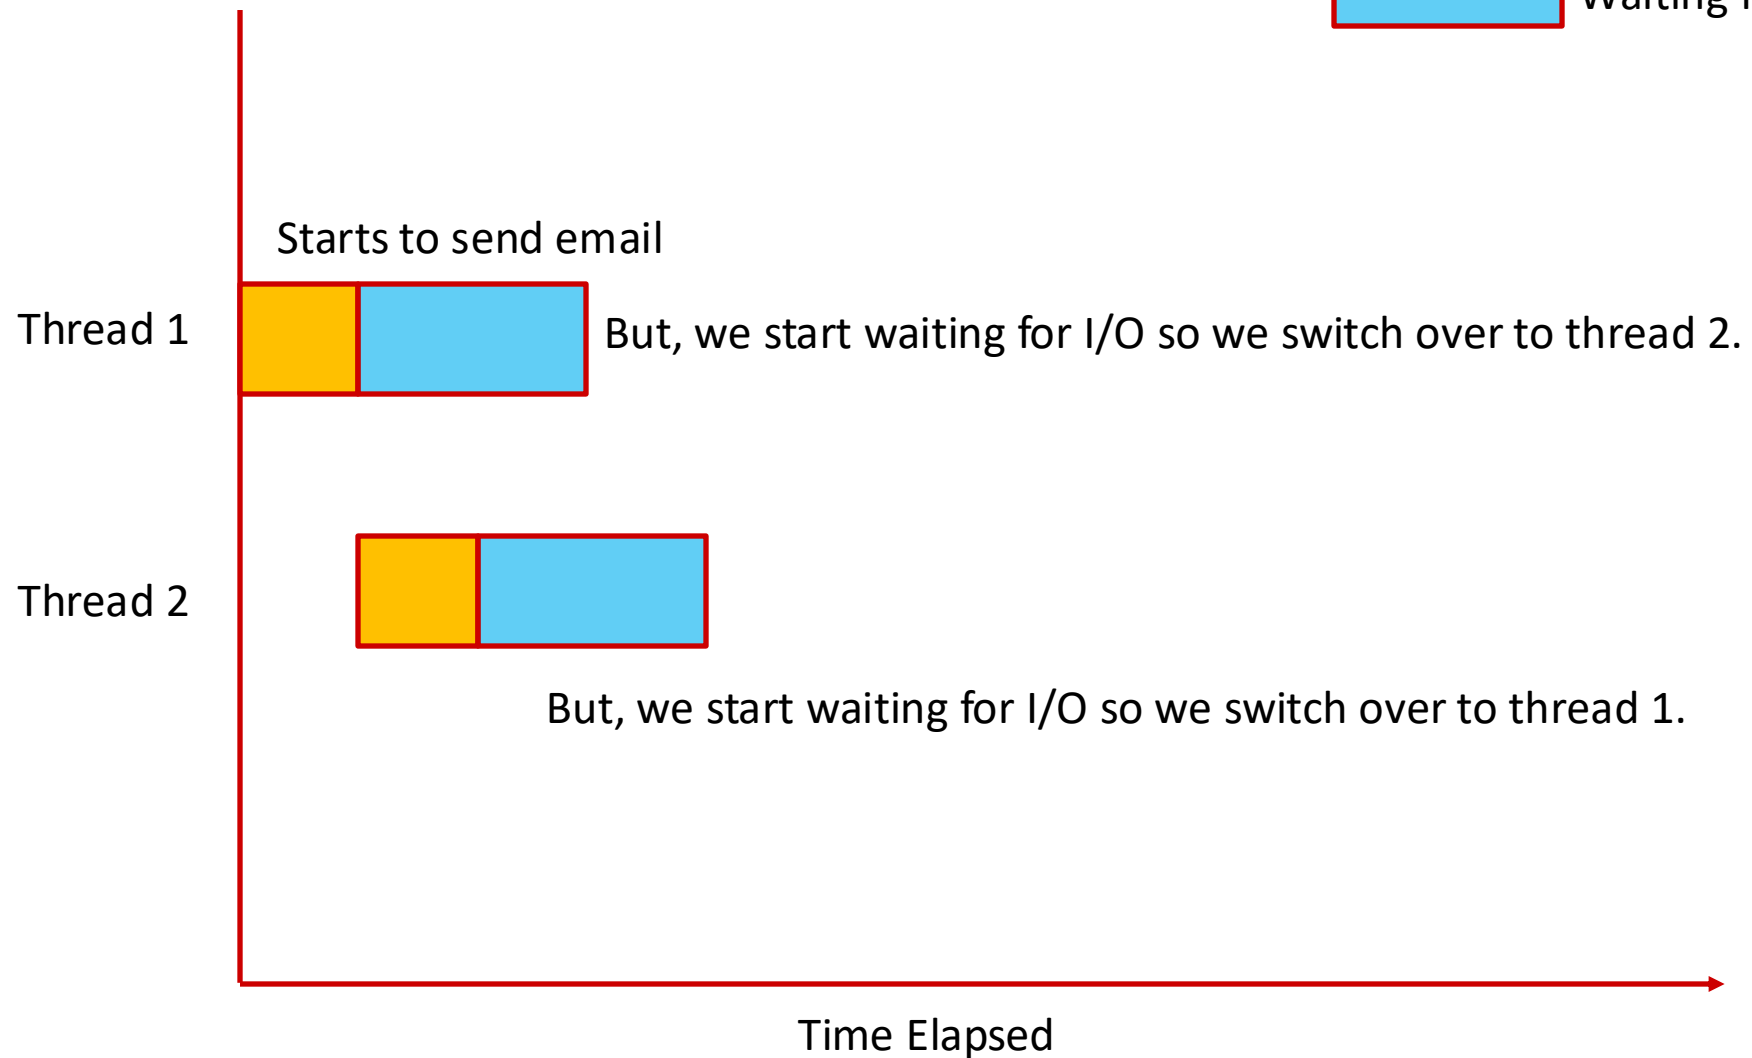 Waiting
Starts to send email
Thread 1
But, we start waiting for I/O so we switch over to thread 2.
Thread 2
But, we start waiting for I/O so we switch over to thread 1.
Time Elapsed